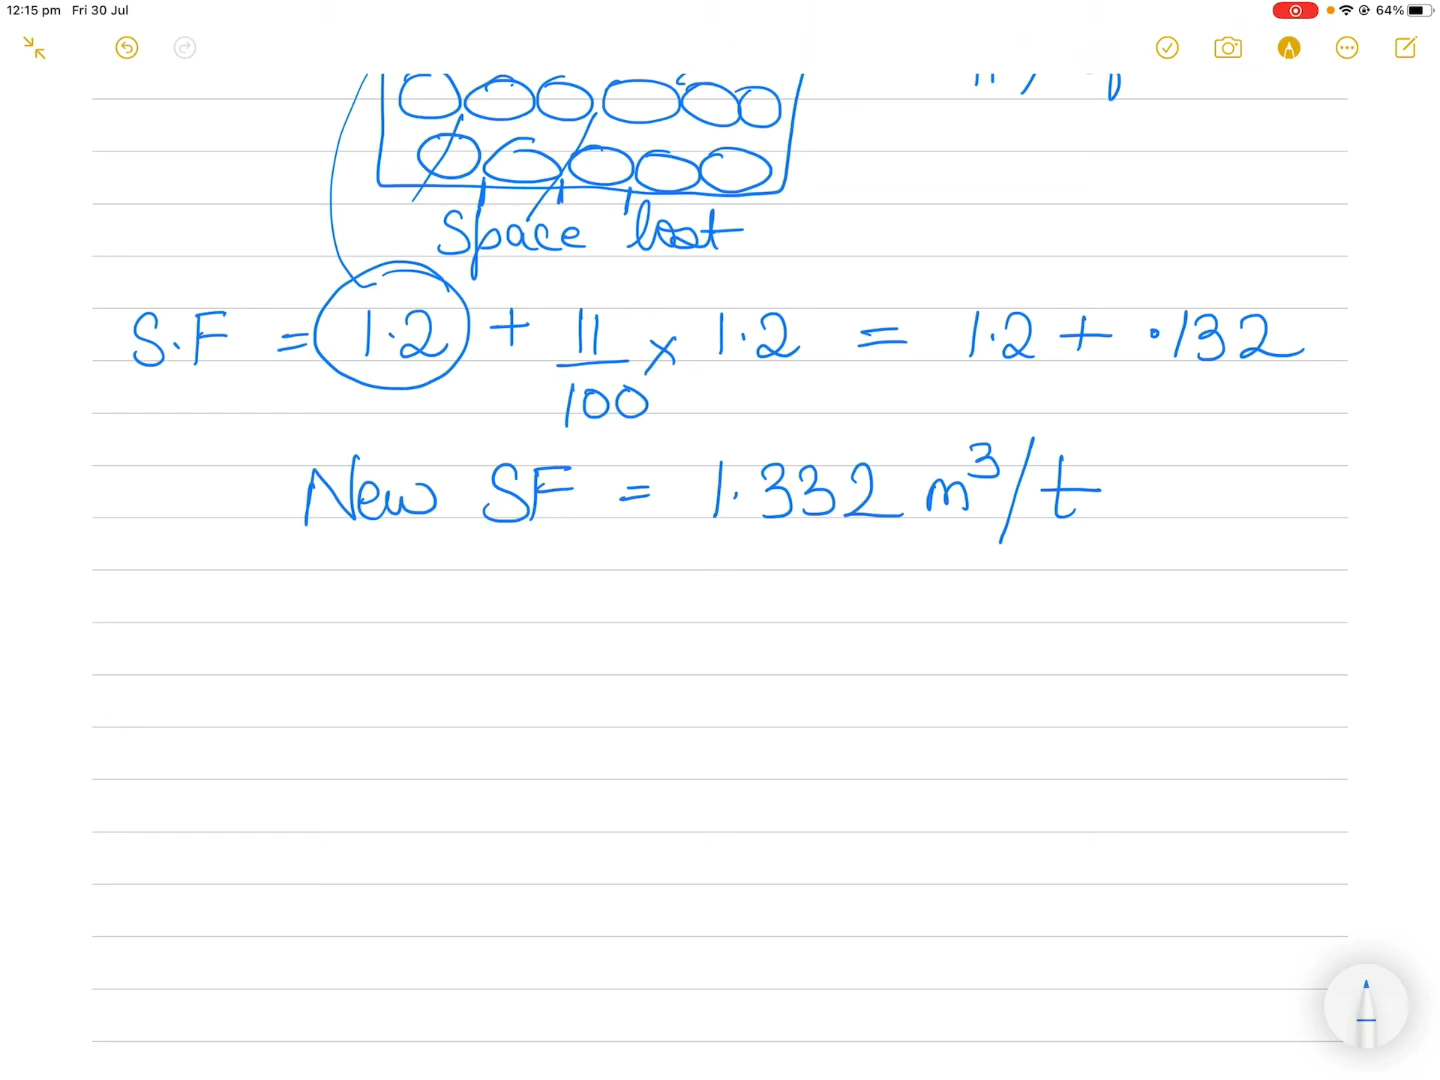 12:15 pm Fri 30 Jul 64%
Space lost
S.F = 1.2 + 11/100 × 1.2 = 1.2 + .132
New SF = 1.332 m³/t